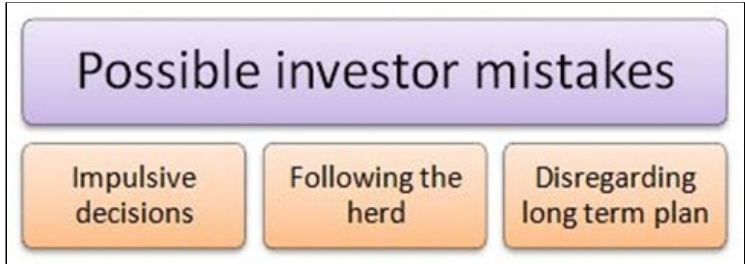 Possible investor mistakes
Impulsive
decisions
Following the
herd
Disregarding
long term plan